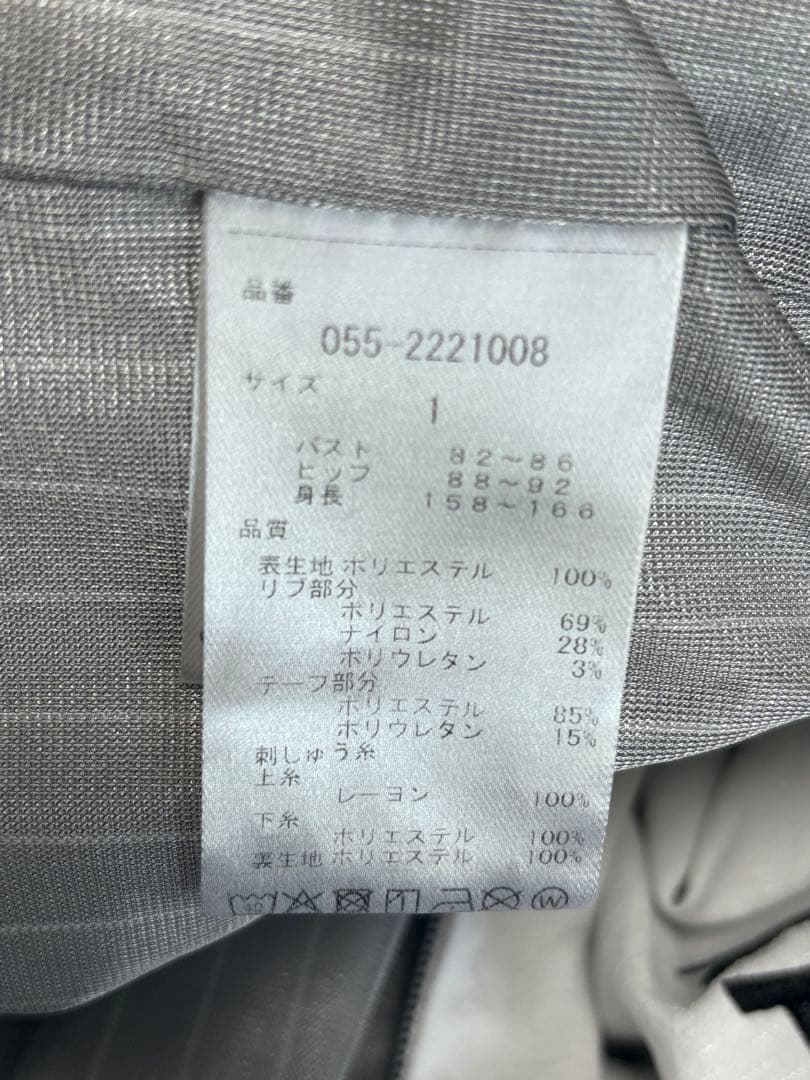 品番
055-2221008
サイズ
1
バスト 82～86
ヒップ 88～92
身長 158～166
品質
表生地 ポリエステル 100%
リブ部分
ポリエステル 69%
ナイロン 28%
ポリウレタン 3%
テープ部分
ポリエステル 85%
ポリウレタン 15%
刺しゅう糸
上糸
レーヨン 100%
下糸
ポリエステル 100%
表生地 ポリエステル 100%
40 W